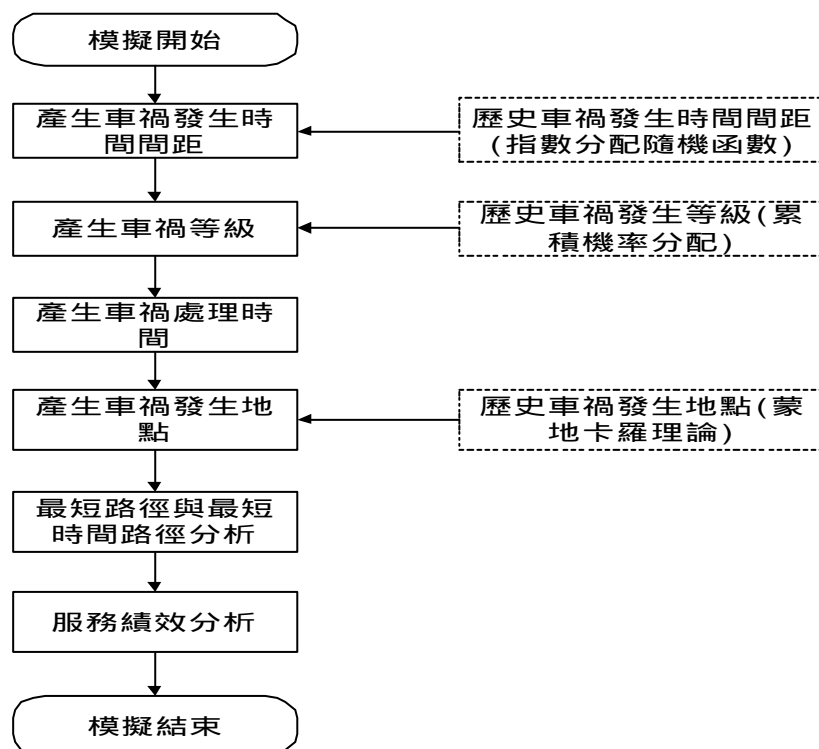 模擬開始
產生車禍發生時
間間距
歷史車禍發生時間間距
(指數分配隨機函數)
產生車禍等級
歷史車禍發生等級(累
積機率分配)
產生車禍處理時
間
產生車禍發生地
點
歷史車禍發生地點(蒙
地卡羅理論)
最短路徑與最短
時間路徑分析
服務績效分析
模擬結束